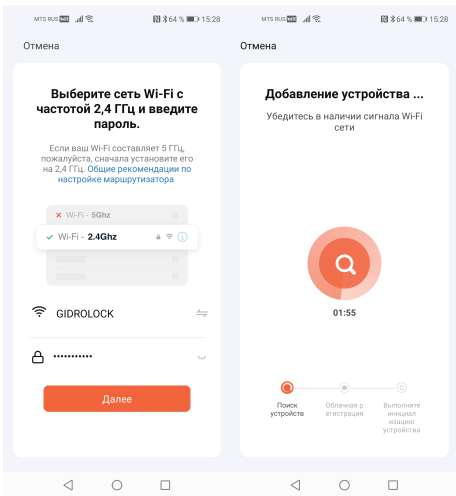 MTS RUS 64 % 15:28
Отмена
Выберите сеть Wi-Fi с
частотой 2,4 ГГц и введите
пароль.
Если ваш Wi-Fi составляет 5 ГГц,
пожалуйста, сначала установите его
на 2,4 ГГц. Общие рекомендации по
настройке маршрутизатора
Wi-Fi - 5Ghz
Wi-Fi - 2.4Ghz
GIDROLOCK
•••••••••••
Далее
MTS RUS 64 % 15:28
Отмена
Добавление устройства ...
Убедитесь в наличии сигнала Wi-Fi
сети
01:55
Поиск
устройств
Облачная р
егистрация
Выполните
инициал
изацию
устройства